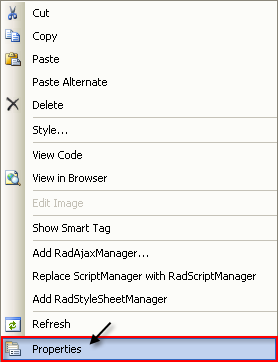 Cut
Copy
Paste
Paste Alternate
Delete
Style...
View Code
View in Browser
Edit Image
Show Smart Tag
Add RadAjaxManager...
Replace ScriptManager with RadScriptManager
Add RadStyleSheetManager
Refresh
Properties